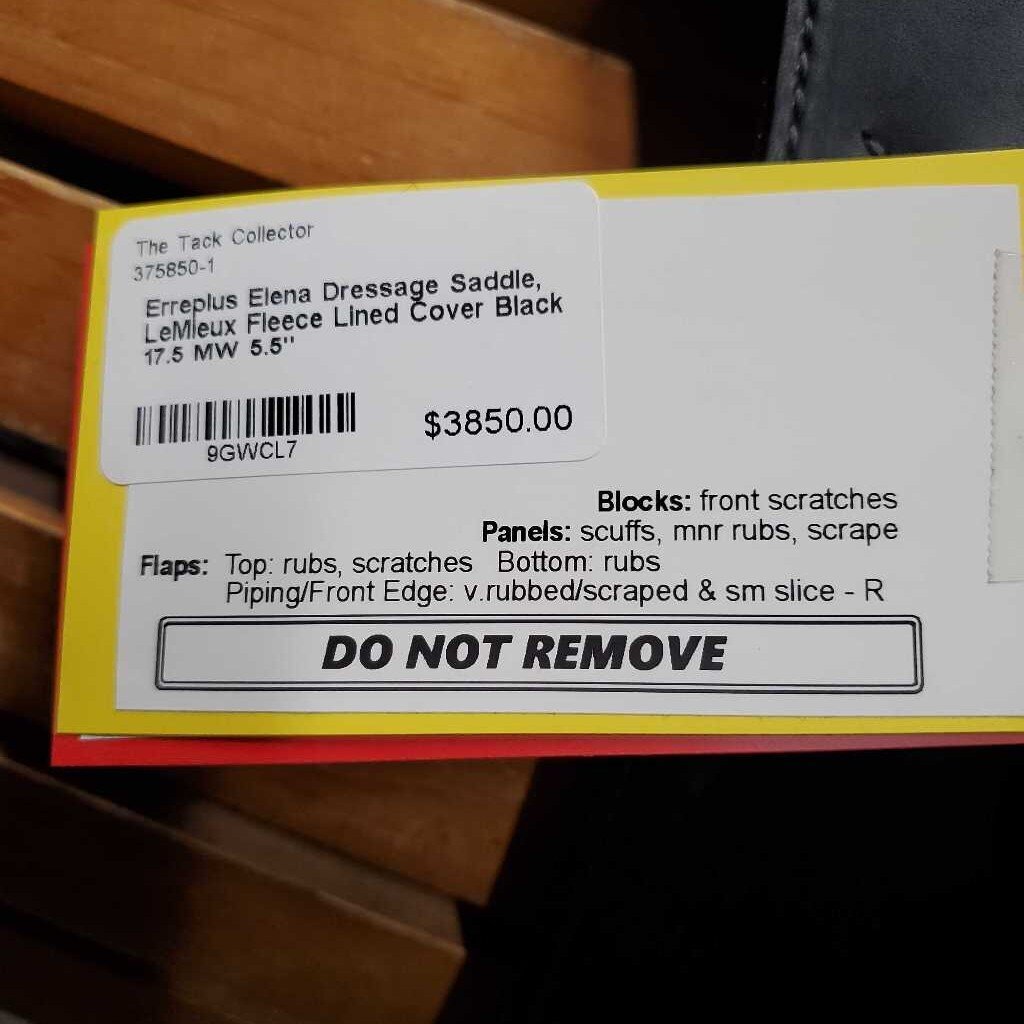 The Tack Collector
375850-1
Erreplus Elena Dressage Saddle,
LeMieux Fleece Lined Cover Black
17.5 MW 5.5"
$3850.00
9GWCL7
Blocks: front scratches
Panels: scuffs, mnr rubs, scrape
Flaps: Top: rubs, scratches Bottom: rubs
Piping/Front Edge: v.rubbed/scraped & sm slice - R
DO NOT REMOVE